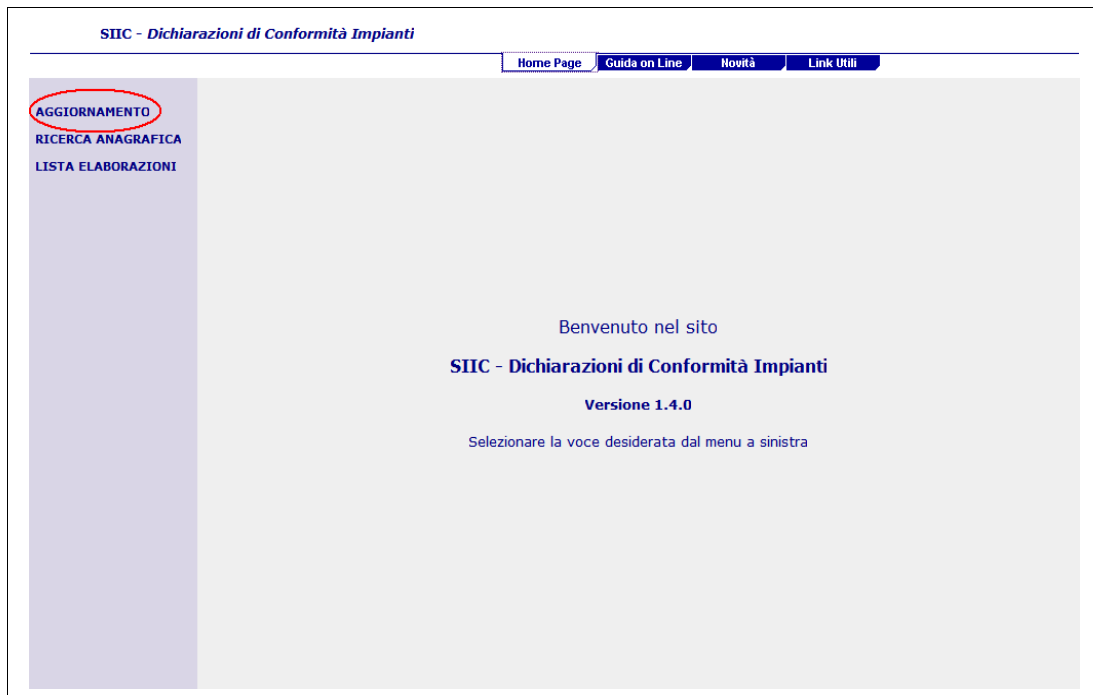 SIIC - Dichiarazioni di Conformità Impianti
Home Page Guida on Line Novità Link Utili
AGGIORNAMENTO
RICERCA ANAGRAFICA
LISTA ELABORAZIONI
Benvenuto nel sito
SIIC - Dichiarazioni di Conformità Impianti
Versione 1.4.0
Selezionare la voce desiderata dal menu a sinistra